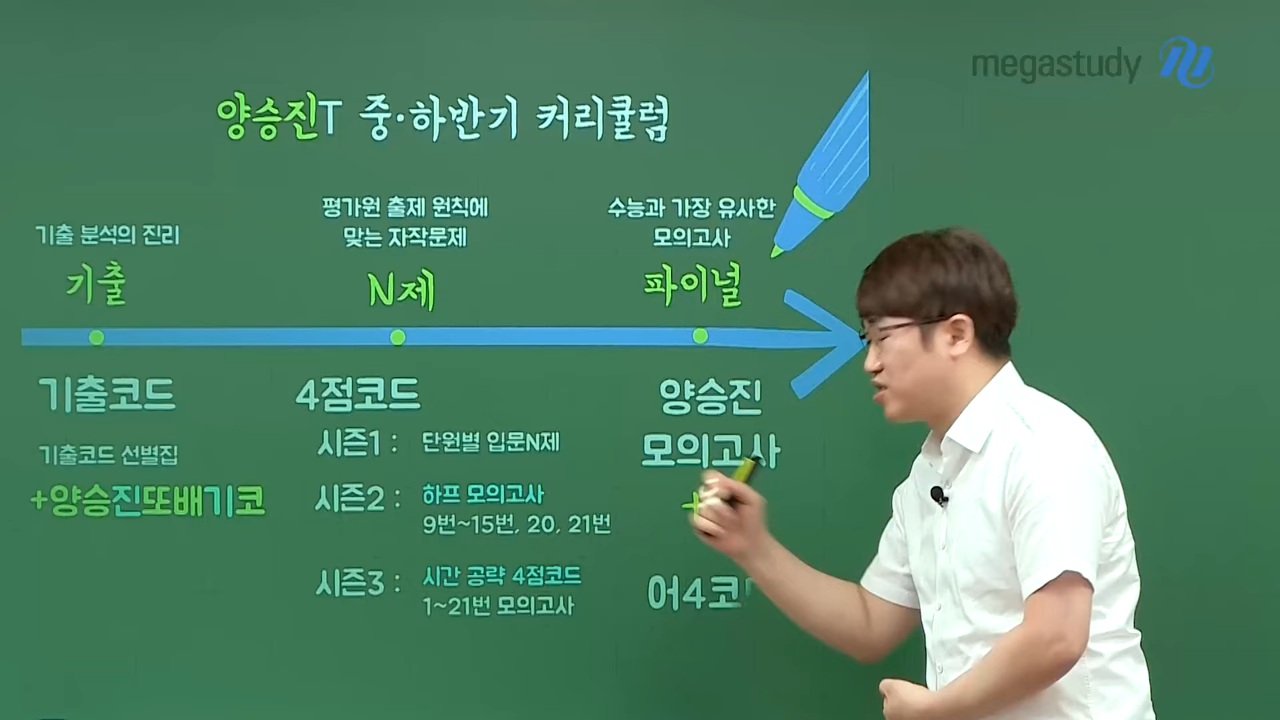 megastudy
양승진T 중·하반기 커리큘럼
기출 분석의 진리
기출
평가원 출제 원칙에
맞는 자작문제
N제
수능과 가장 유사한
모의고사
파이널
기출코드
기출코드 선별집
+양승진또배기코
4점코드
시즌1 : 단원별 입문N제
시즌2 : 하프 모의고사
9번~15번, 20, 21번
시즌3 : 시간 공략 4점코드
1~21번 모의고사
양승진
모의고사
+
어4코